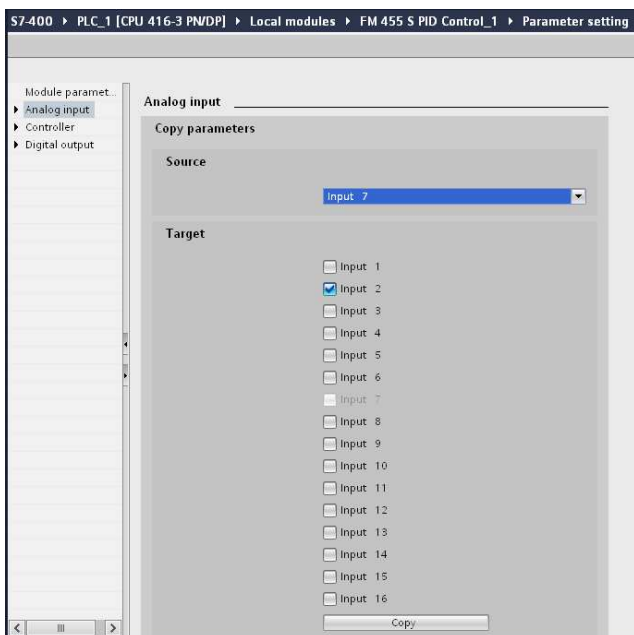 S7-400 ▸ PLC_1 [CPU 416-3 PN/DP] ▸ Local modules ▸ FM 455 S PID Control_1 ▸ Parameter setting
Module paramet...
Analog input
Controller
Digital output
Analog input
Copy parameters
Source
Input 7
Target
Input 1
Input 2
Input 3
Input 4
Input 5
Input 6
Input 7
Input 8
Input 9
Input 10
Input 11
Input 12
Input 13
Input 14
Input 15
Input 16
Copy